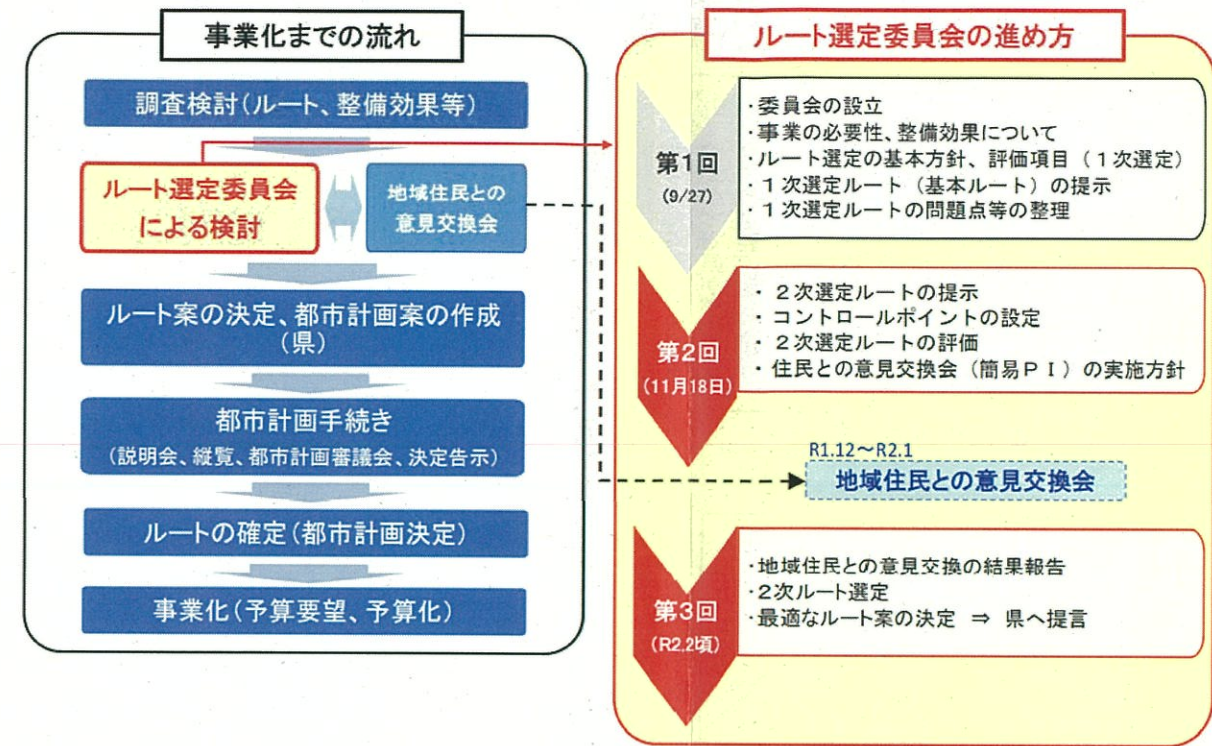 事業化までの流れ
調査検討(ルート、整備効果等)
ルート選定委員会
による検討
地域住民との
意見交換会
ルート案の決定、都市計画案の作成
(県)
都市計画手続き
(説明会、縦覧、都市計画審議会、決定告示)
ルートの確定(都市計画決定)
事業化(予算要望、予算化)
ルート選定委員会の進め方
第1回
(9/27)
・委員会の設立
・事業の必要性、整備効果について
・ルート選定の基本方針、評価項目（１次選定）
・１次選定ルート（基本ルート）の提示
・１次選定ルートの問題点等の整理
第2回
(11月18日)
・ ２次選定ルートの提示
・ コントロールポイントの設定
・ ２次選定ルートの評価
・ 住民との意見交換会（簡易ＰＩ）の実施方針
R1.12～R2.1
地域住民との意見交換会
第3回
(R2.2頃)
・地域住民との意見交換の結果報告
・２次ルート選定
・最適なルート案の決定 ⇒ 県へ提言